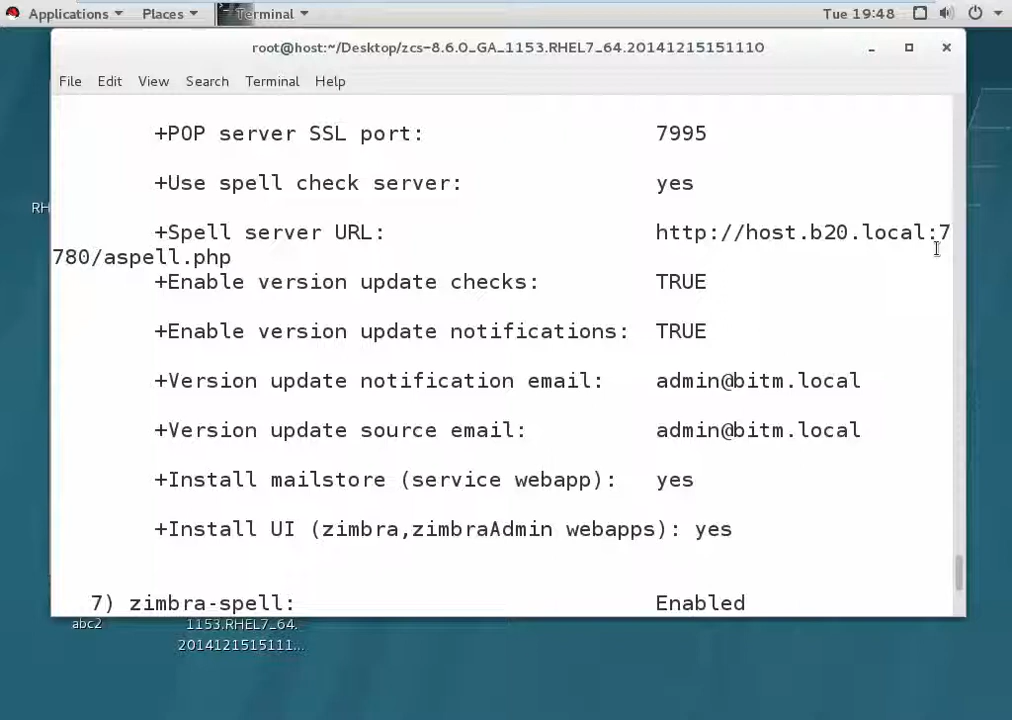 Applications Places Terminal Tue 19:48
root@host:~/Desktop/zcs-8.6.0_GA_1153.RHEL7_64.20141215151110
File Edit View Search Terminal Help
+POP server SSL port: 7995
+Use spell check server: yes
+Spell server URL: http://host.b20.local:7
780/aspell.php
+Enable version update checks: TRUE
+Enable version update notifications: TRUE
+Version update notification email: admin@bitm.local
+Version update source email: admin@bitm.local
+Install mailstore (service webapp): yes
+Install UI (zimbra,zimbraAdmin webapps): yes
7) zimbra-spell: Enabled
RH
abc2 1153.RHEL7_64.
2014121515111...